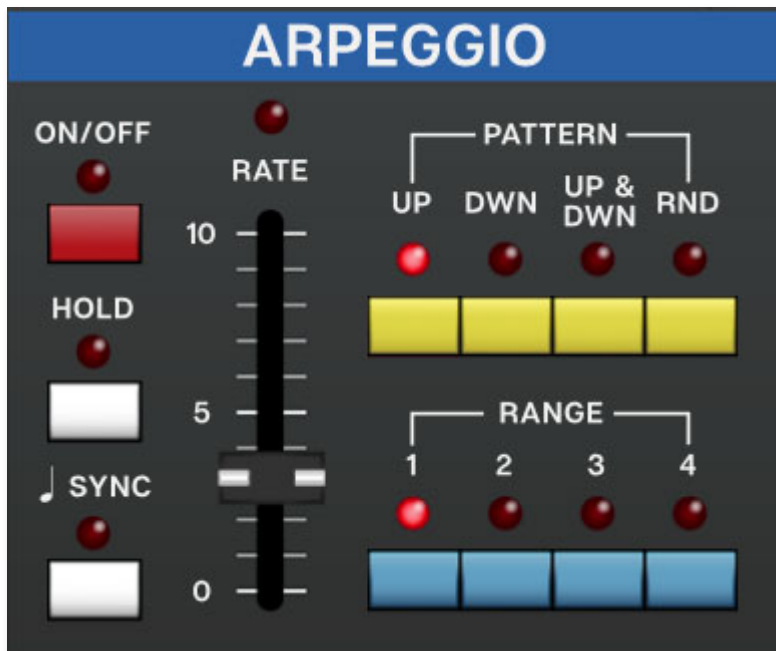 ARPEGGIO
ON/OFF
HOLD
♩ SYNC
RATE
10
5
0
PATTERN
UP DWN UP & DWN RND
RANGE
1 2 3 4